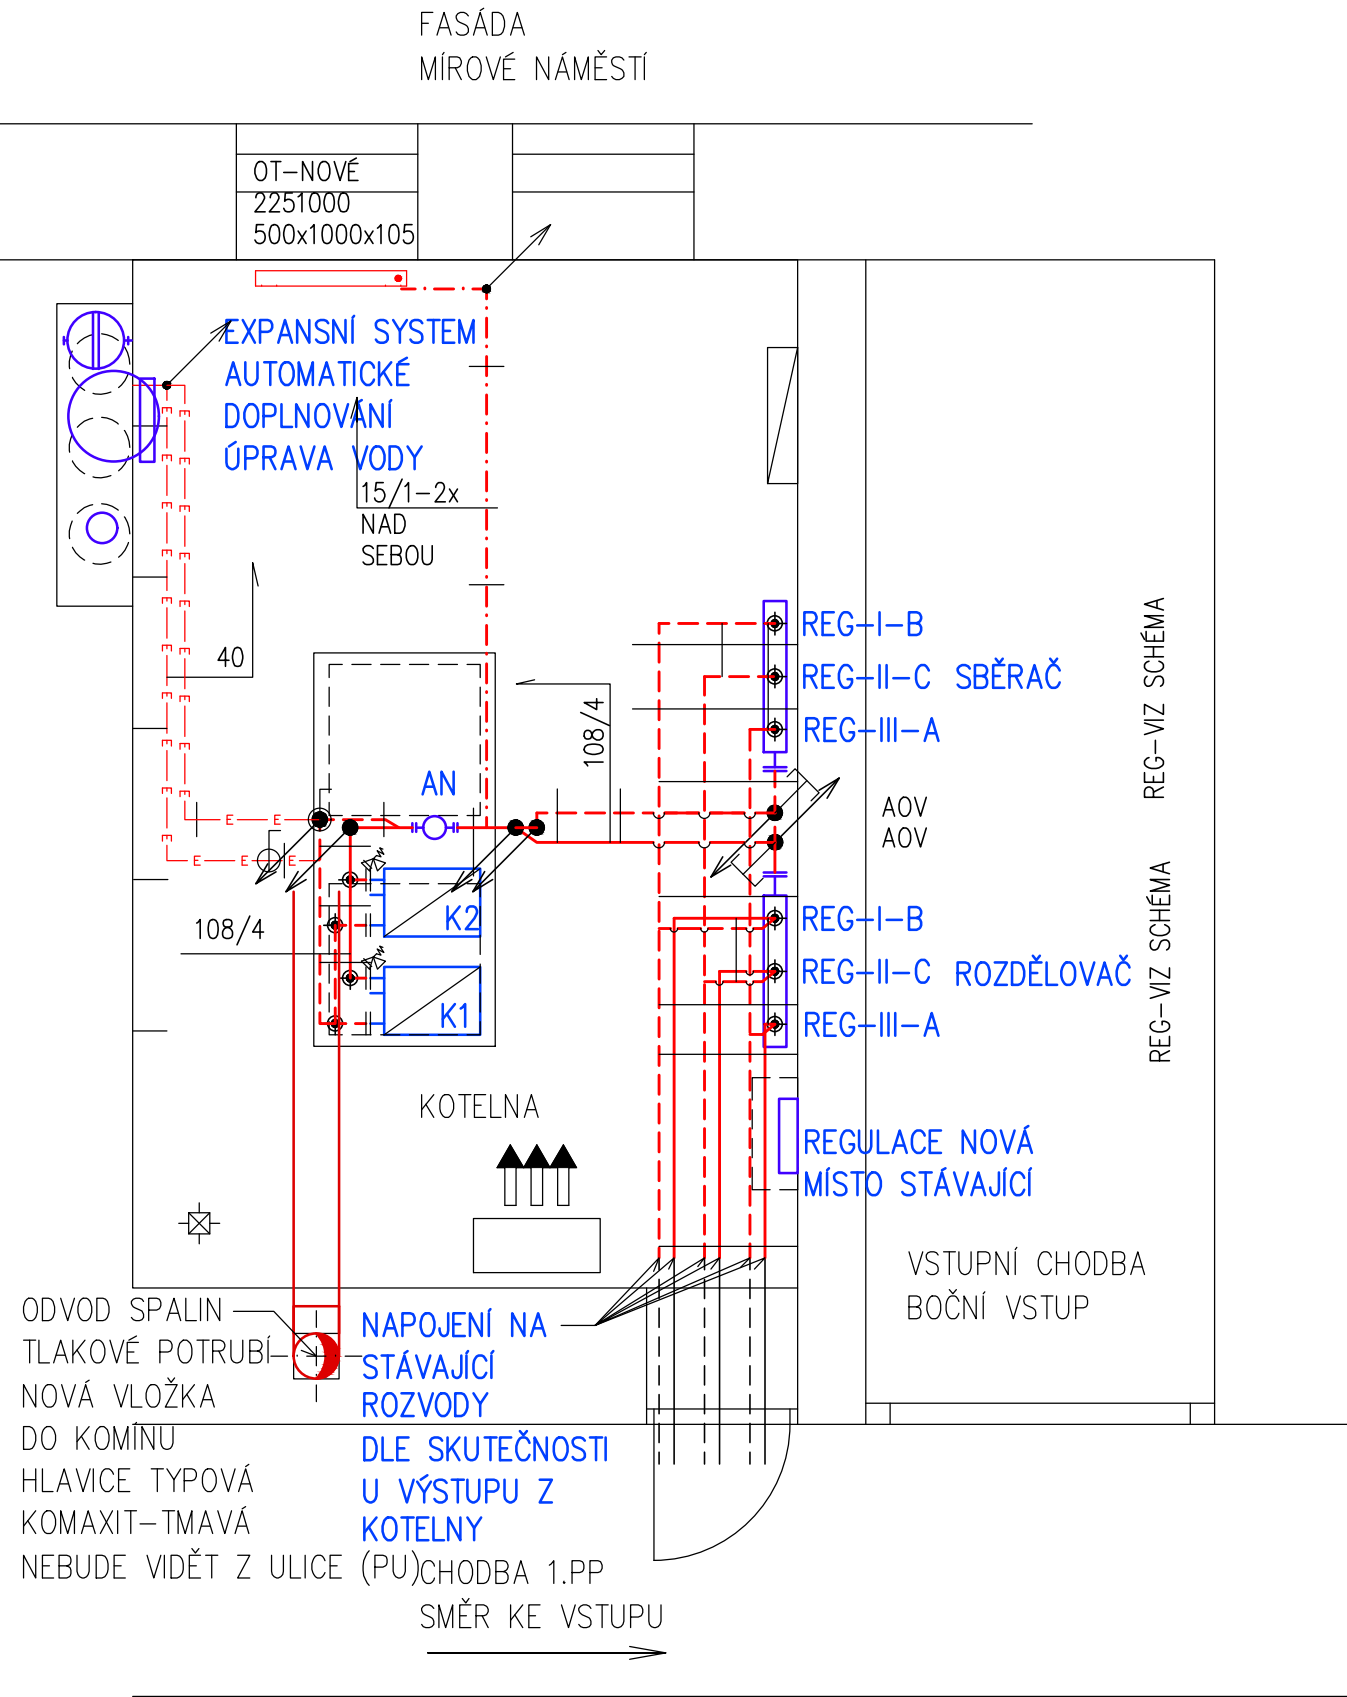 FASÁDA
MÍROVÉ NÁMĚSTÍ
OT-NOVÉ
2251000
500x1000x105
EXPANSNÍ SYSTEM
AUTOMATICKÉ
DOPLNOVÁNÍ
ÚPRAVA VODY
15/1-2x
NAD
SEBOU
40
108/4
AN
REG-I-B
REG-II-C SBĚRAČ
REG-III-A
REG-VIZ SCHÉMA
AOV
AOV
K2
K1
108/4
REG-I-B
REG-II-C ROZDĚLOVAČ
REG-III-A
REG-VIZ SCHÉMA
KOTELNA
REGULACE NOVÁ
MÍSTO STÁVAJÍCÍ
VSTUPNÍ CHODBA
BOČNÍ VSTUP
ODVOD SPALIN
TLAKOVÉ POTRUBÍ
NOVÁ VLOŽKA
DO KOMÍNU
HLAVICE TYPOVÁ
KOMAXIT-TMAVÁ
NEBUDE VIDĚT Z ULICE (PU)
NAPOJENÍ NA
STÁVAJÍCÍ
ROZVODY
DLE SKUTEČNOSTI
U VÝSTUPU Z
KOTELNY
CHODBA 1.PP
SMĚR KE VSTUPU
E E
E E
E E
E E
E E
E E
E E
E E
E E
E E E